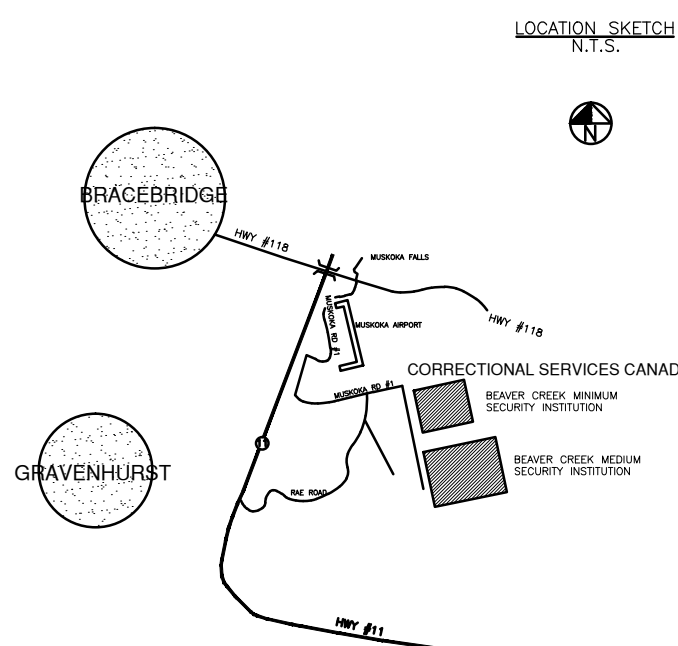 LOCATION SKETCH
N.T.S.
N
BRACEBRIDGE
HWY #118
MUSKOKA FALLS
HWY #118
MUSKOKA RD #1
MUSKOKA AIRPORT
CORRECTIONAL SERVICES CANAD
MUSKOKA RD #1
BEAVER CREEK MINIMUM
SECURITY INSTITUTION
11
GRAVENHURST
BEAVER CREEK MEDIUM
SECURITY INSTITUTION
RAE ROAD
HWY #11